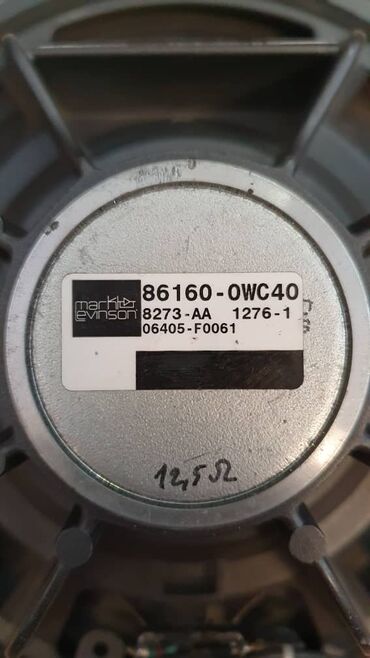 mark levinson
86160-0WC40
8273-AA 1276-1
06405-F0061
12,5Ω